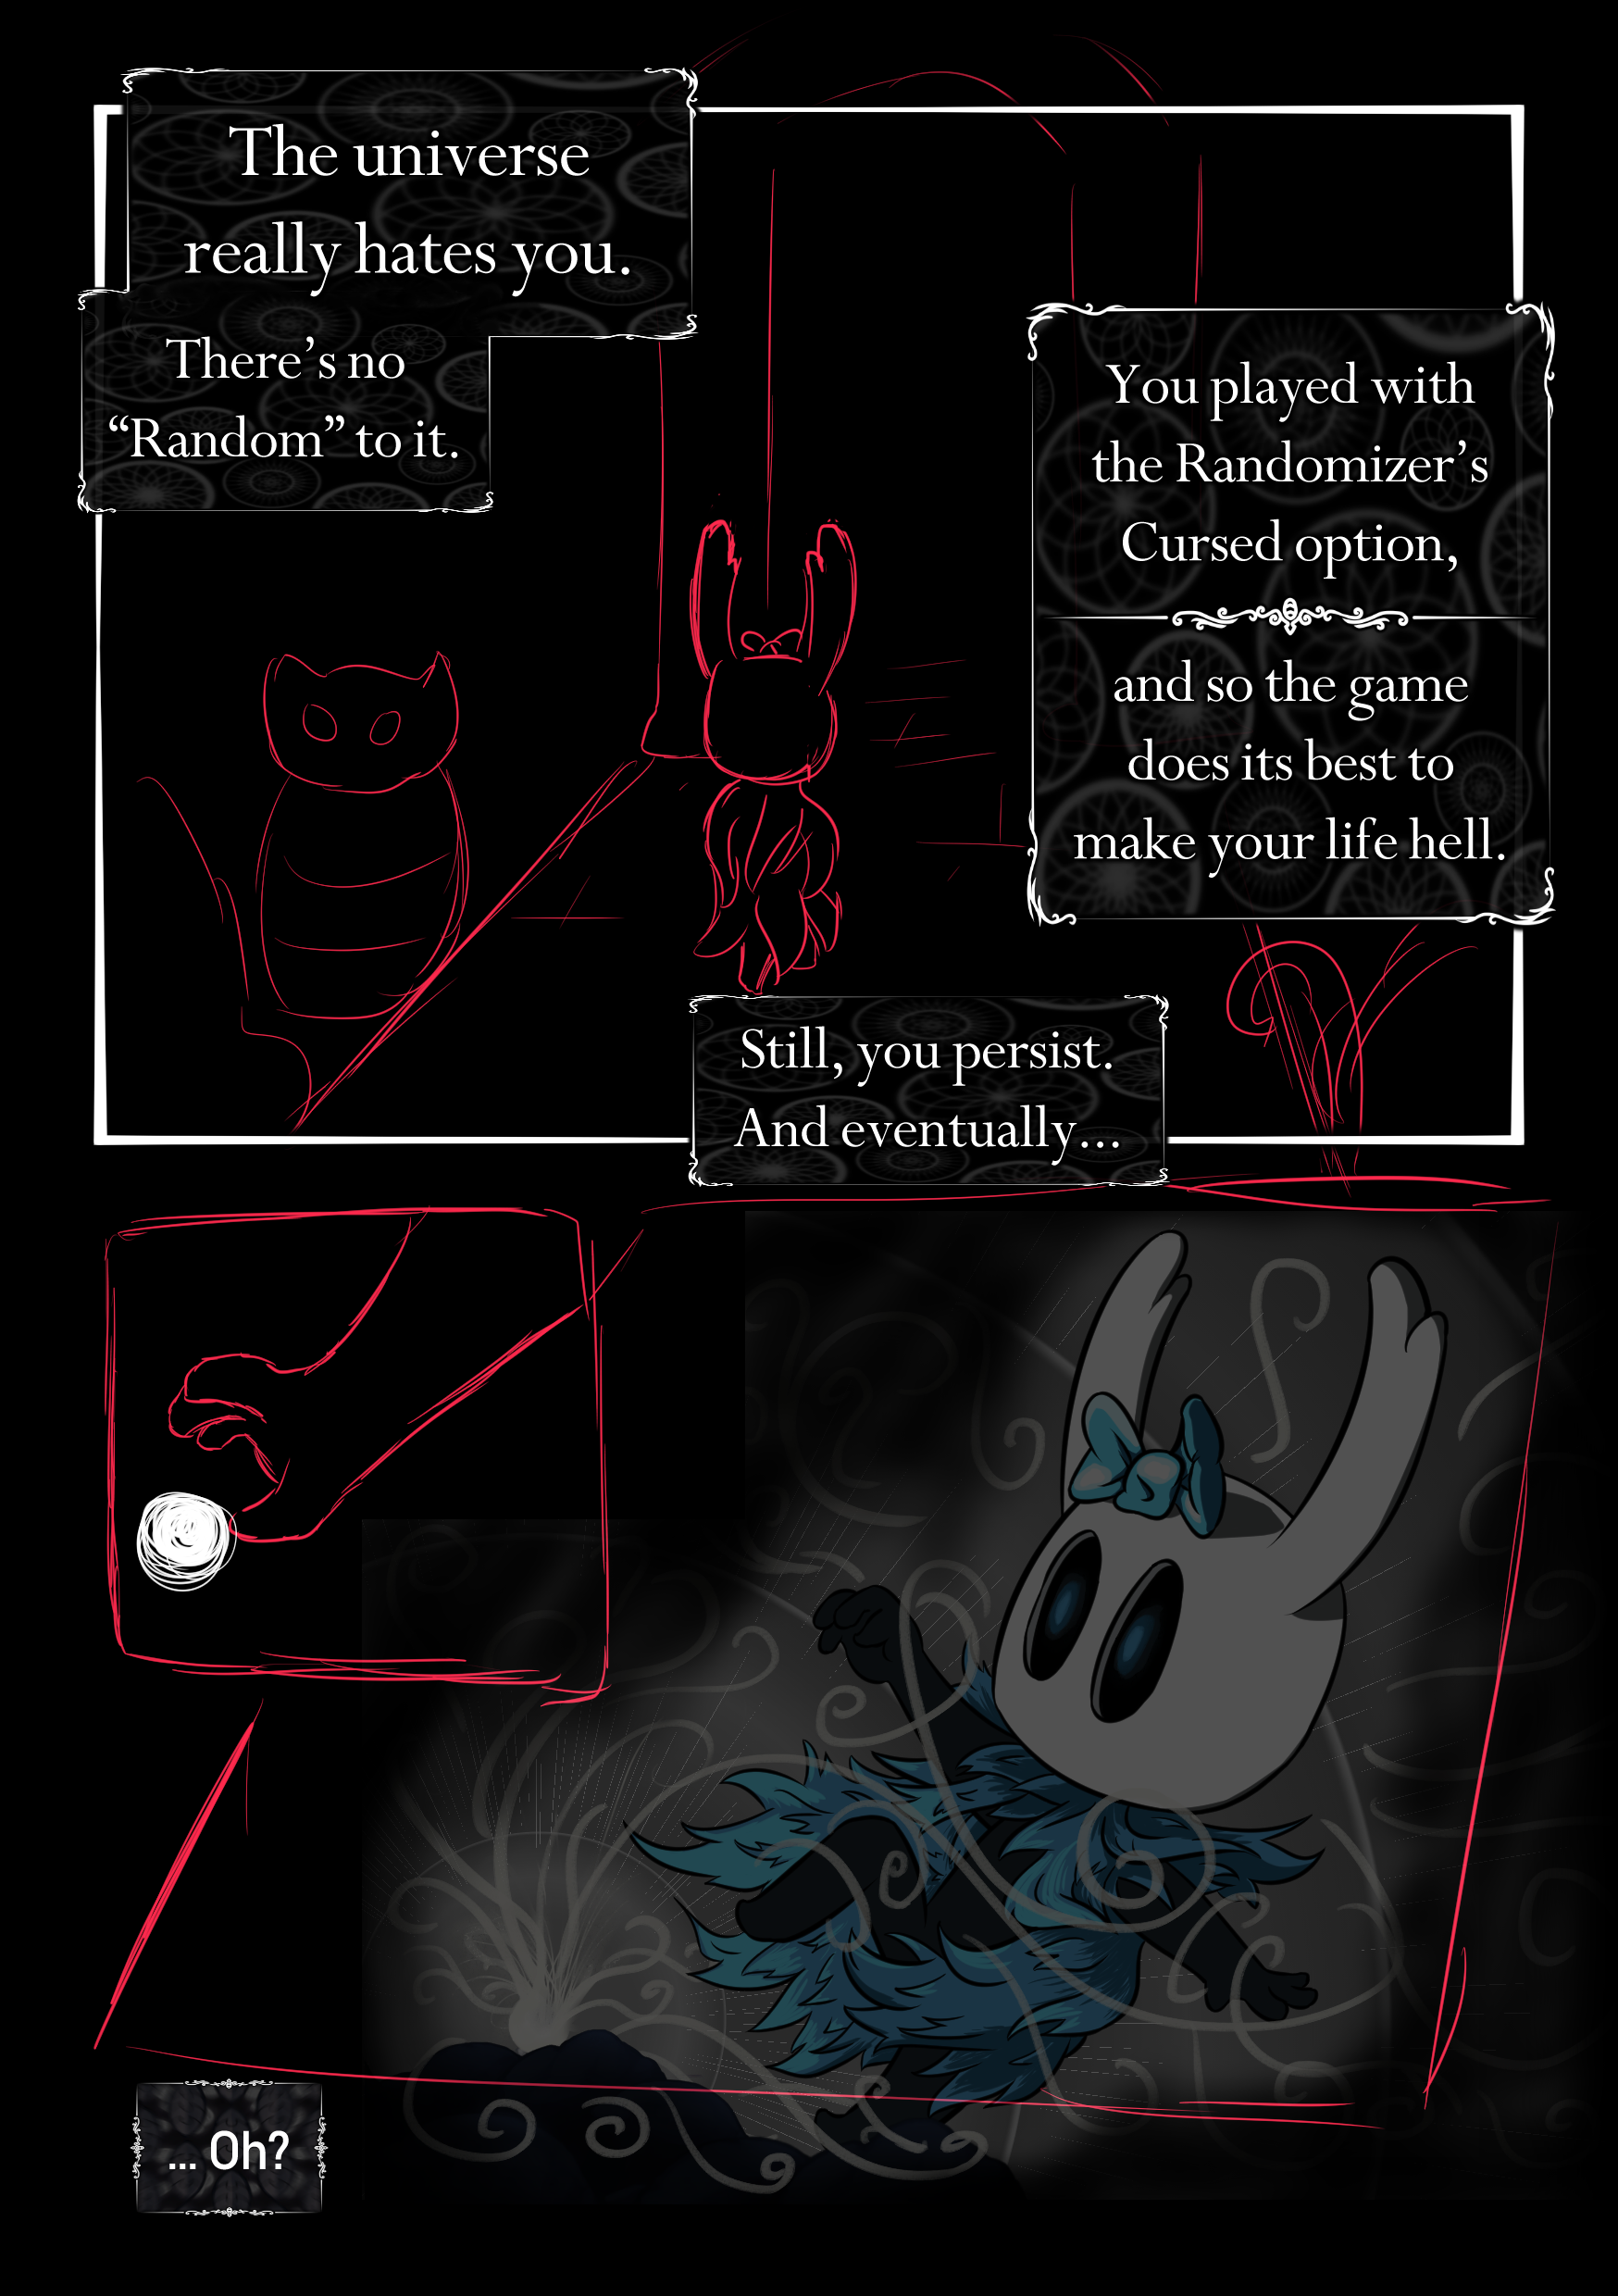 The universe
really hates you.
There’s no
“Random” to it.
You played with
the Randomizer’s
Cursed option,
and so the game
does its best to
make your life hell.
Still, you persist.
And eventually...
... Oh?